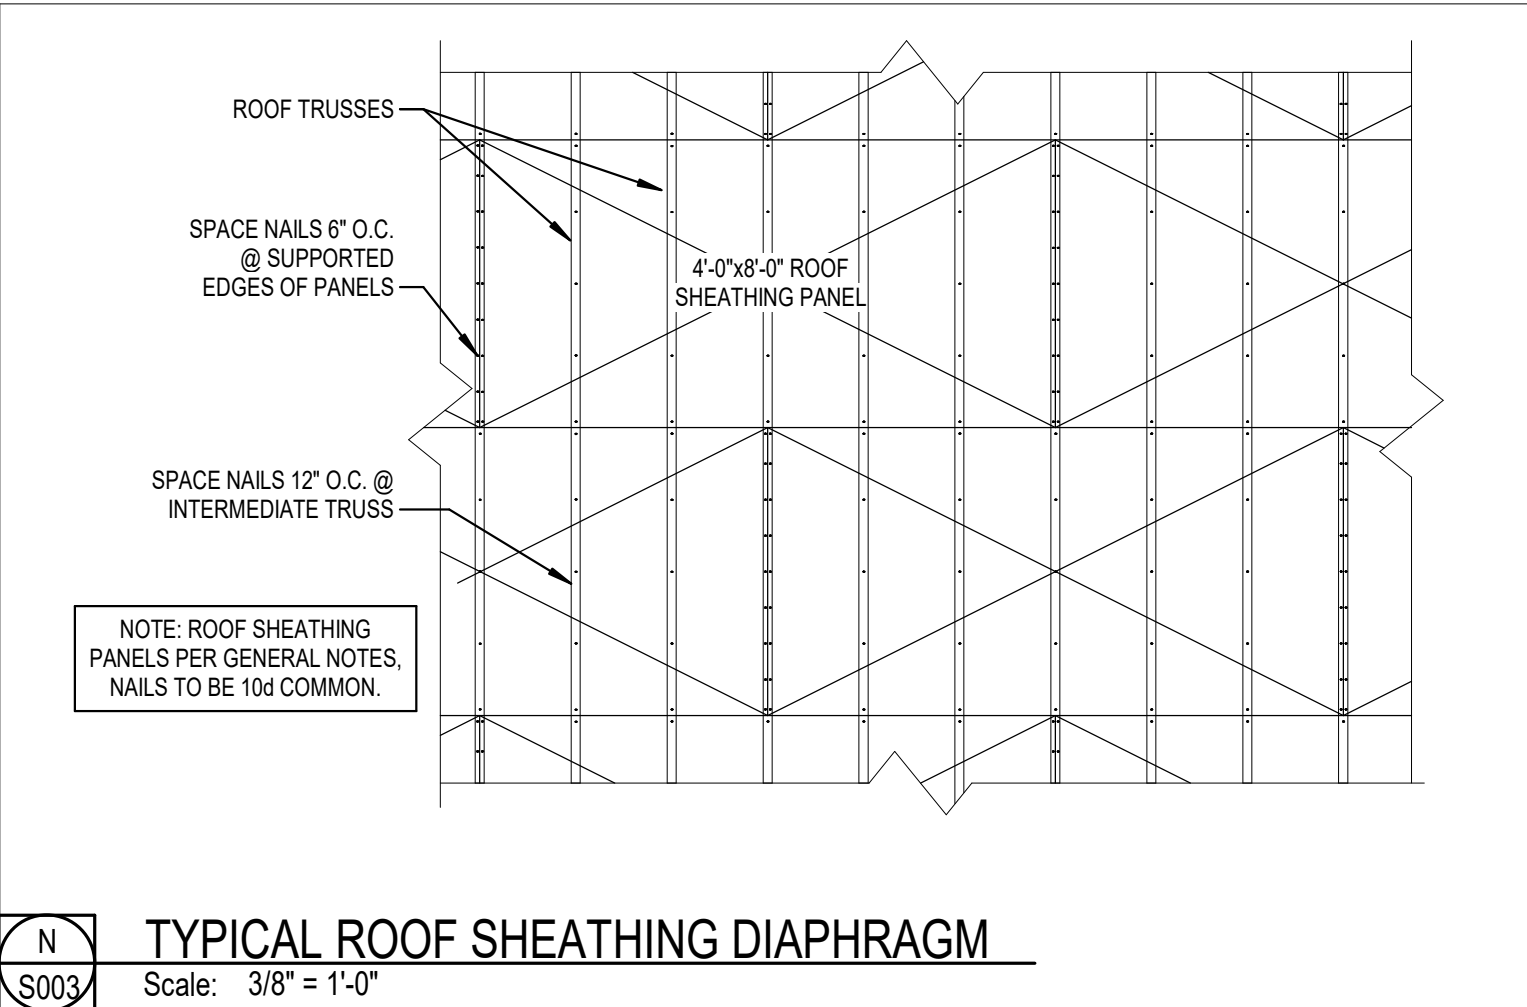 ROOF TRUSSES
SPACE NAILS 6" O.C.
@ SUPPORTED
EDGES OF PANELS
4'-0"x8'-0" ROOF
SHEATHING PANEL
SPACE NAILS 12" O.C. @
INTERMEDIATE TRUSS
NOTE: ROOF SHEATHING
PANELS PER GENERAL NOTES,
NAILS TO BE 10d COMMON.
N
S003
TYPICAL ROOF SHEATHING DIAPHRAGM
Scale: 3/8" = 1'-0"